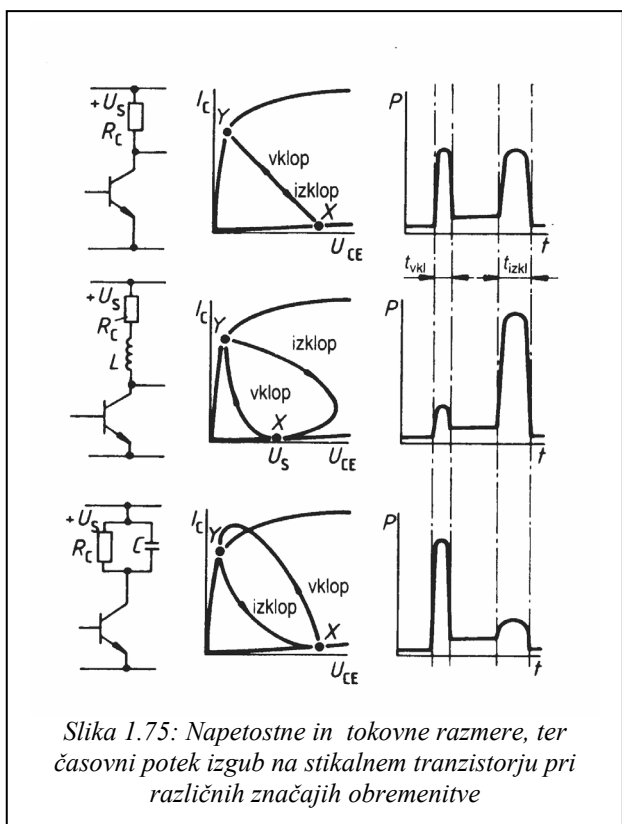 +U_S
R_C
I_C
Y
vklop
izklop
X
U_CE
P
t
t_vkl
t_izkl
+U_S
R_C
L
I_C
Y
izklop
vklop
X
U_S
U_CE
P
t
+U_S
R_C
C
I_C
Y
vklop
izklop
X
U_CE
P
t
Slika 1.75: Napetostne in tokovne razmere, ter
časovni potek izgub na stikalnem tranzistorju pri
različnih značajih obremenitve